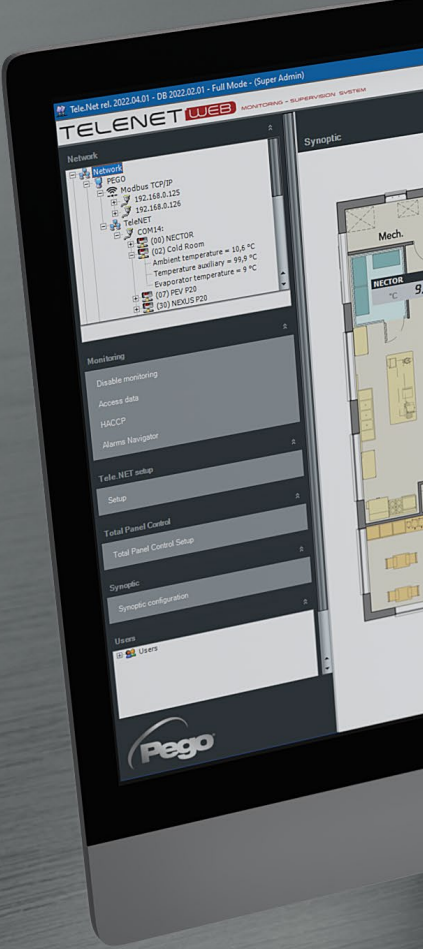 Tele.Net rel. 2022.04.01 - DB 2022.02.01 - Full Mode - (Super Admin)
TELENET WEB MONITORING - SUPERVISION SYSTEM
Network
Network
PEGO
Modbus TCP/IP
192.168.0.125
192.168.0.126
TeleNET
COM14:
(00) NECTOR
(02) Cold Room
Ambient temperature = 10,6 °C
Temperature auxiliary = 99,9 °C
Evaporator temperature = 9 °C
(07) PEV P20
(30) NEXUS P20
Monitoring
Disable monitoring
Access data
HACCP
Alarms Navigator
Tele.NET setup
Setup
Total Panel Control
Total Panel Control Setup
Synoptic
Synoptic configuration
Users
Users
Pego
Synoptic
Mech.
NECTOR
°C 9,